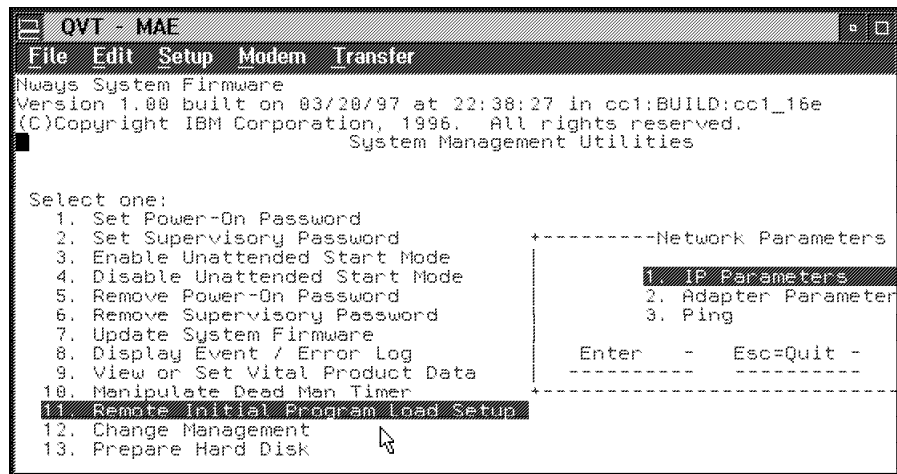 QVT - MAE
File Edit Setup Modem Transfer
Nways System Firmware
Version 1.00 built on 03/20/97 at 22:38:27 in cc1:BUILD:cc1_16e
(C)Copyright IBM Corporation, 1996. All rights reserved.
System Management Utilities
Select one:
1. Set Power-On Password
2. Set Supervisory Password
3. Enable Unattended Start Mode
4. Disable Unattended Start Mode
5. Remove Power-On Password
6. Remove Supervisory Password
7. Update System Firmware
8. Display Event / Error Log
9. View or Set Vital Product Data
10. Manipulate Dead Man Timer
11. Remote Initial Program Load Setup
12. Change Management
13. Prepare Hard Disk
Network Parameters
1. IP Parameters
2. Adapter Parameter
3. Ping
Enter - Esc=Quit -